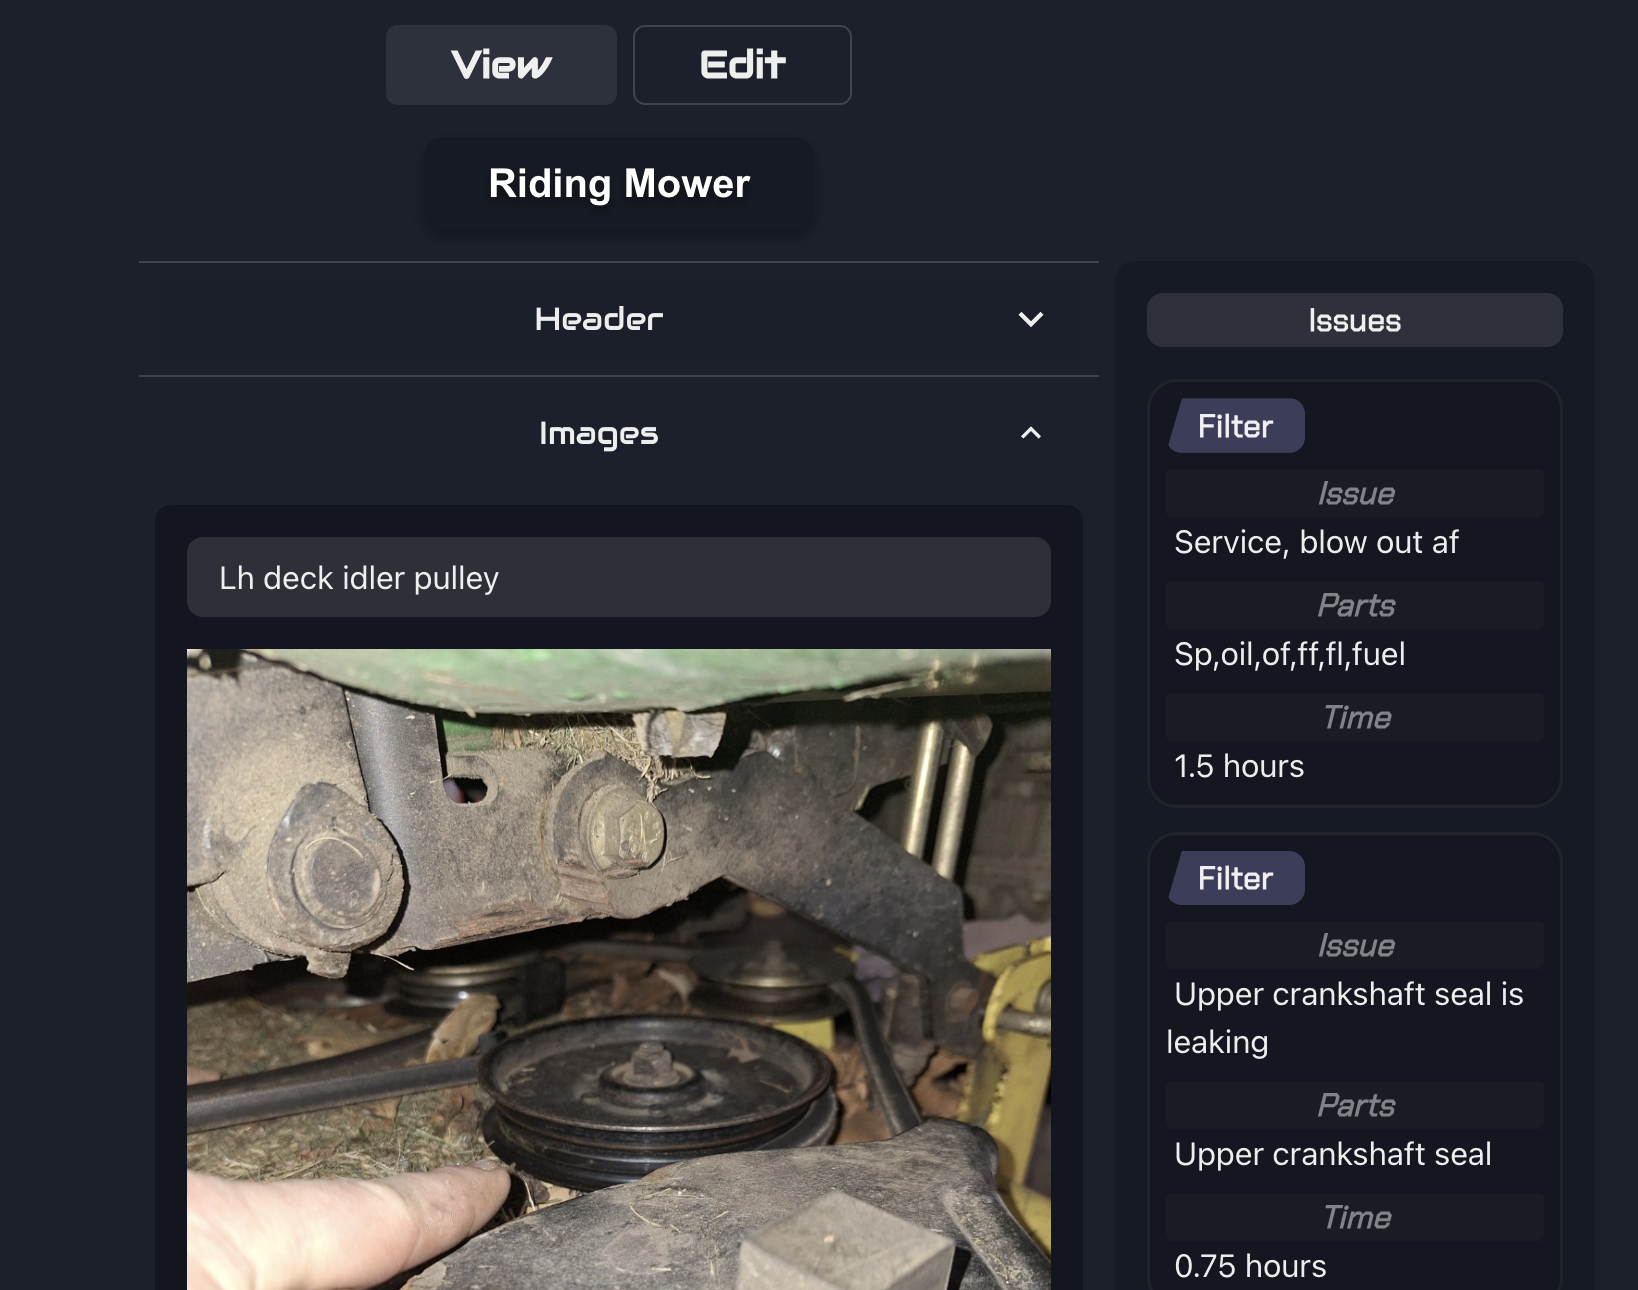 View
Edit
Riding Mower
Header
Images
Lh deck idler pulley
Issues
Filter
Issue
Service, blow out af
Parts
Sp,oil,of,ff,fl,fuel
Time
1.5 hours
Filter
Issue
Upper crankshaft seal is
leaking
Parts
Upper crankshaft seal
Time
0.75 hours